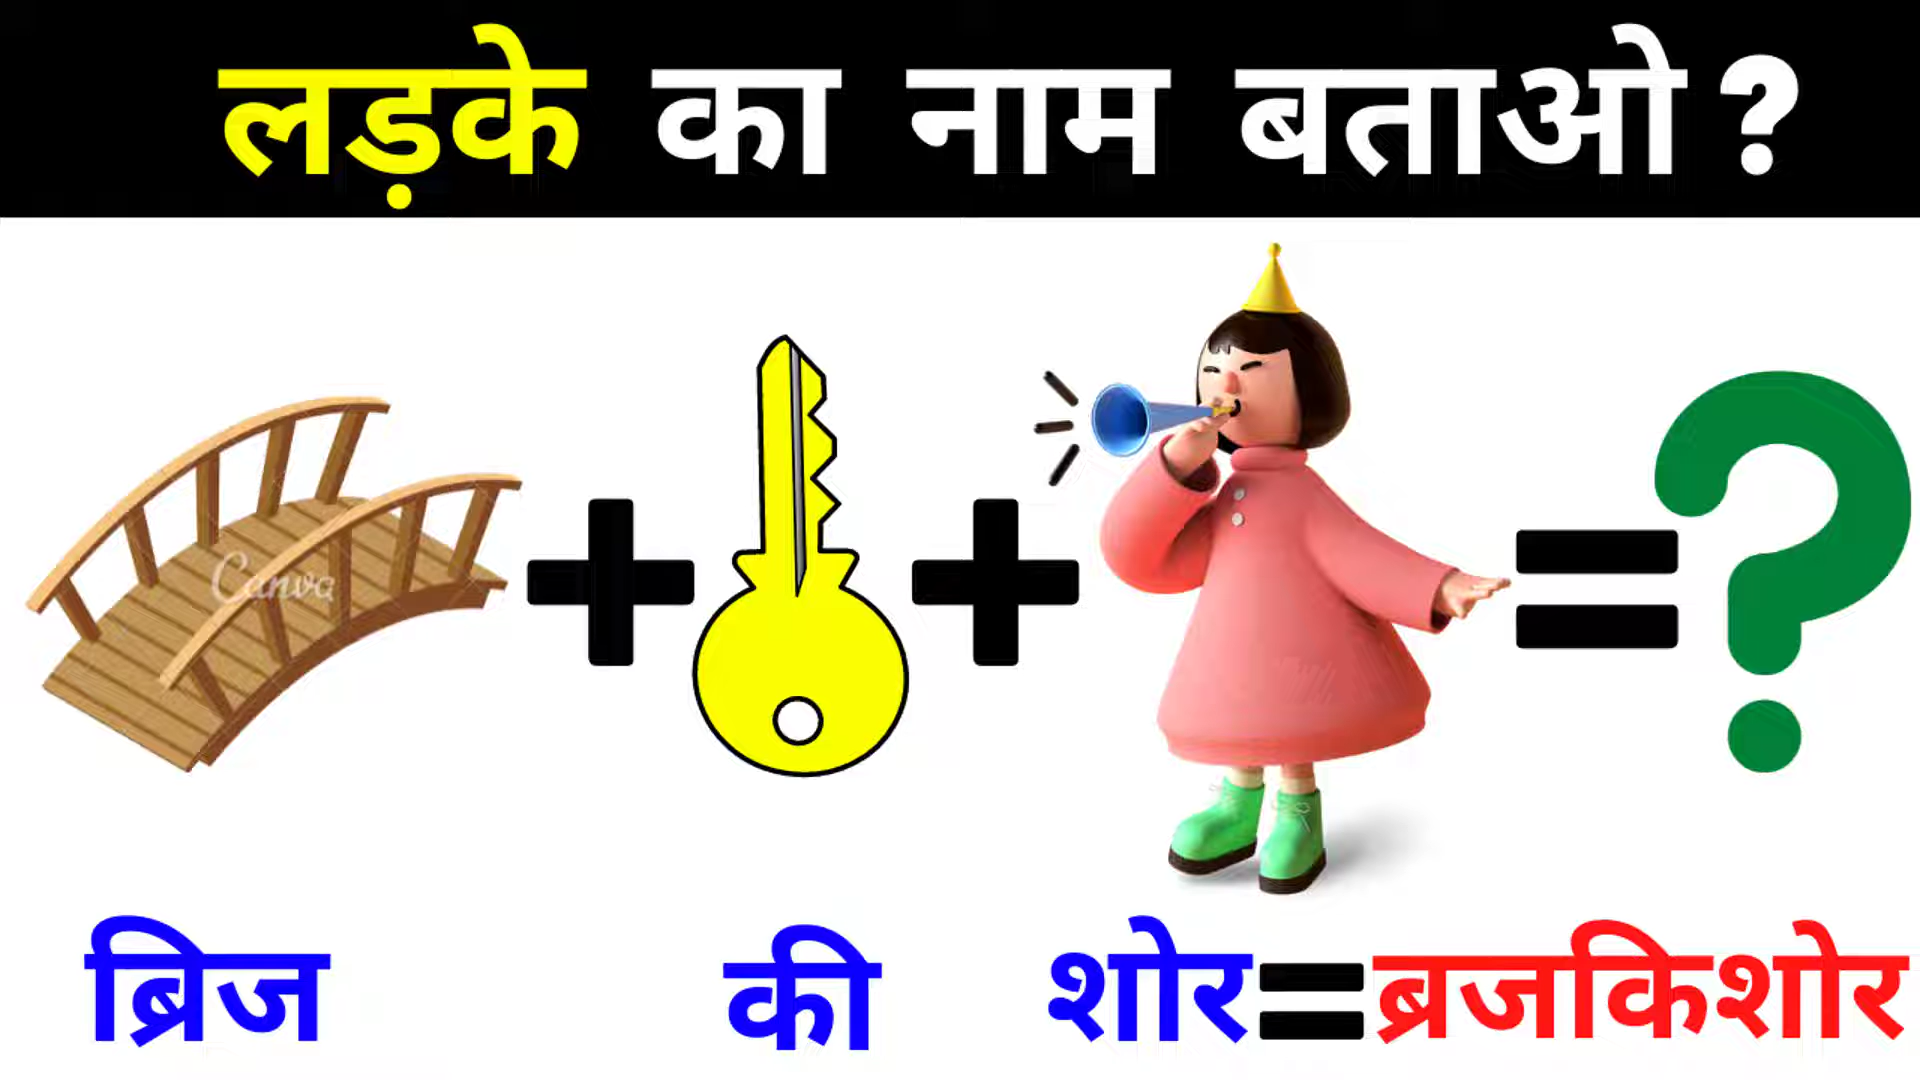 लड़के का नाम बताओ ?
Canva
ब्रिज की शोर=ब्रजकिशोर